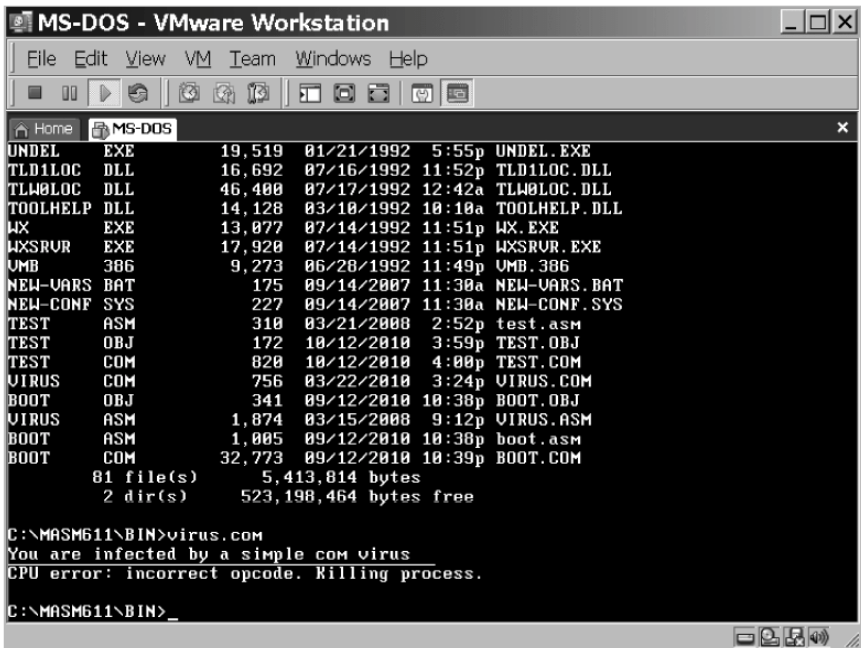 MS-DOS - VMware Workstation
File Edit View VM Team Windows Help
Home MS-DOS
UNDEL EXE 19,519 01/21/1992 5:55p UNDEL.EXE
TLD1LOC DLL 16,692 07/16/1992 11:52p TLD1LOC.DLL
TLW0LOC DLL 46,400 07/17/1992 12:42a TLW0LOC.DLL
TOOLHELP DLL 14,128 03/10/1992 10:10a TOOLHELP.DLL
WX EXE 13,077 07/14/1992 11:51p WX.EXE
WXSRVR EXE 17,920 07/14/1992 11:51p WXSRVR.EXE
VMB 386 9,273 06/28/1992 11:49p VMB.386
NEW-VARS BAT 175 09/14/2007 11:30a NEW-VARS.BAT
NEW-CONF SYS 227 09/14/2007 11:30a NEW-CONF.SYS
TEST ASM 310 03/21/2008 2:52p test.asm
TEST OBJ 172 10/12/2010 3:59p TEST.OBJ
TEST COM 820 10/12/2010 4:00p TEST.COM
VIRUS COM 756 03/22/2010 3:24p VIRUS.COM
BOOT OBJ 341 09/12/2010 10:38p BOOT.OBJ
VIRUS ASM 1,874 03/15/2008 9:12p VIRUS.ASM
BOOT ASM 1,005 09/12/2010 10:38p boot.asm
BOOT COM 32,773 09/12/2010 10:39p BOOT.COM
81 file(s) 5,413,814 bytes
2 dir(s) 523,198,464 bytes free
C:\MASM611\BIN>virus.com
You are infected by a simple com virus
CPU error: incorrect opcode. Killing process.
C:\MASM611\BIN>_